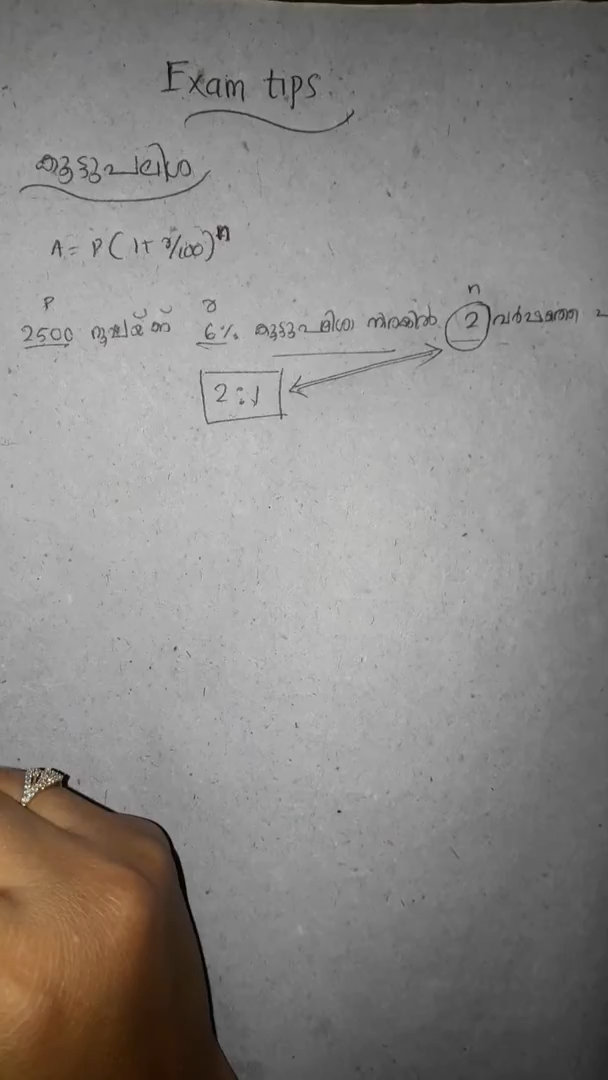 Exam tips
കൂട്ടുപലിശ
A = P(1+ r/100)^n
P r n
2500 രൂപയ്ക്ക് 6% കൂട്ടുപലിശ നിരക്കിൽ 2 വർഷത്തെ
2:1